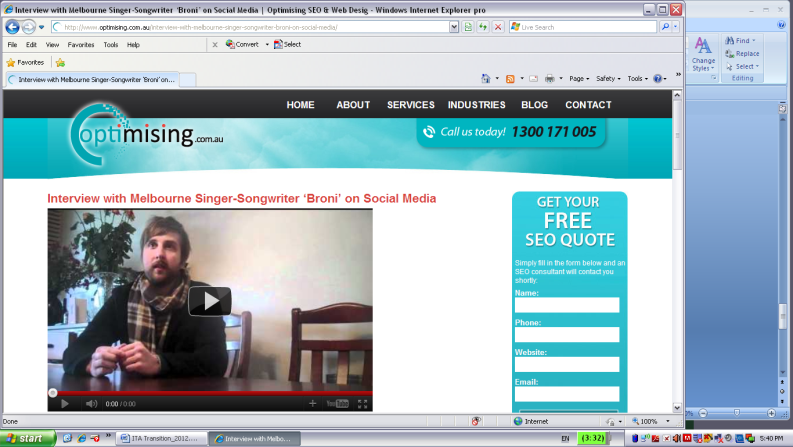 Interview with Melbourne Singer-Songwriter 'Broni' on Social Media | Optimising SEO & Web Desig - Windows Internet Explorer pro
http://www.optimising.com.au/interview-with-melbourne-singer-songwriter-broni-on-social-media/
Live Search
File Edit View Favorites Tools Help
x Convert Select
Favorites
Interview with Melbourne Singer-Songwriter 'Broni' on...
Page Safety Tools
Change Styles
Find
Replace
Select
Editing
HOME ABOUT SERVICES INDUSTRIES BLOG CONTACT
optimising.com.au
Call us today! 1300 171 005
Interview with Melbourne Singer-Songwriter 'Broni' on Social Media
GET YOUR
FREE
SEO QUOTE
Simply fill in the form below and an
SEO consultant will contact you
shortly:
Name:
Phone:
Website:
Email:
0:00 / 0:00
YouTube
Done
Internet
100%
start
ITA Transition_2012....
Interview with Melbo...
EN
(3:32)
5:40 PM